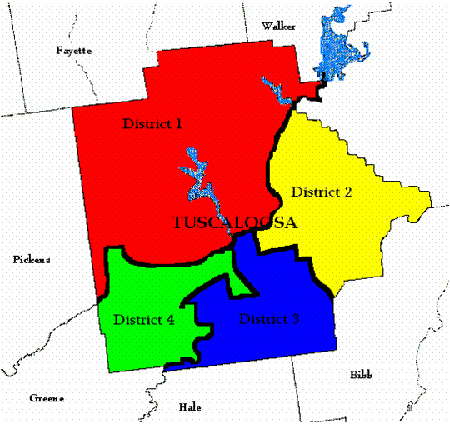 Walker
Fayette
District 1
District 2
TUSCALOOSA
Pickens
District 4
District 3
Bibb
Greene
Hale